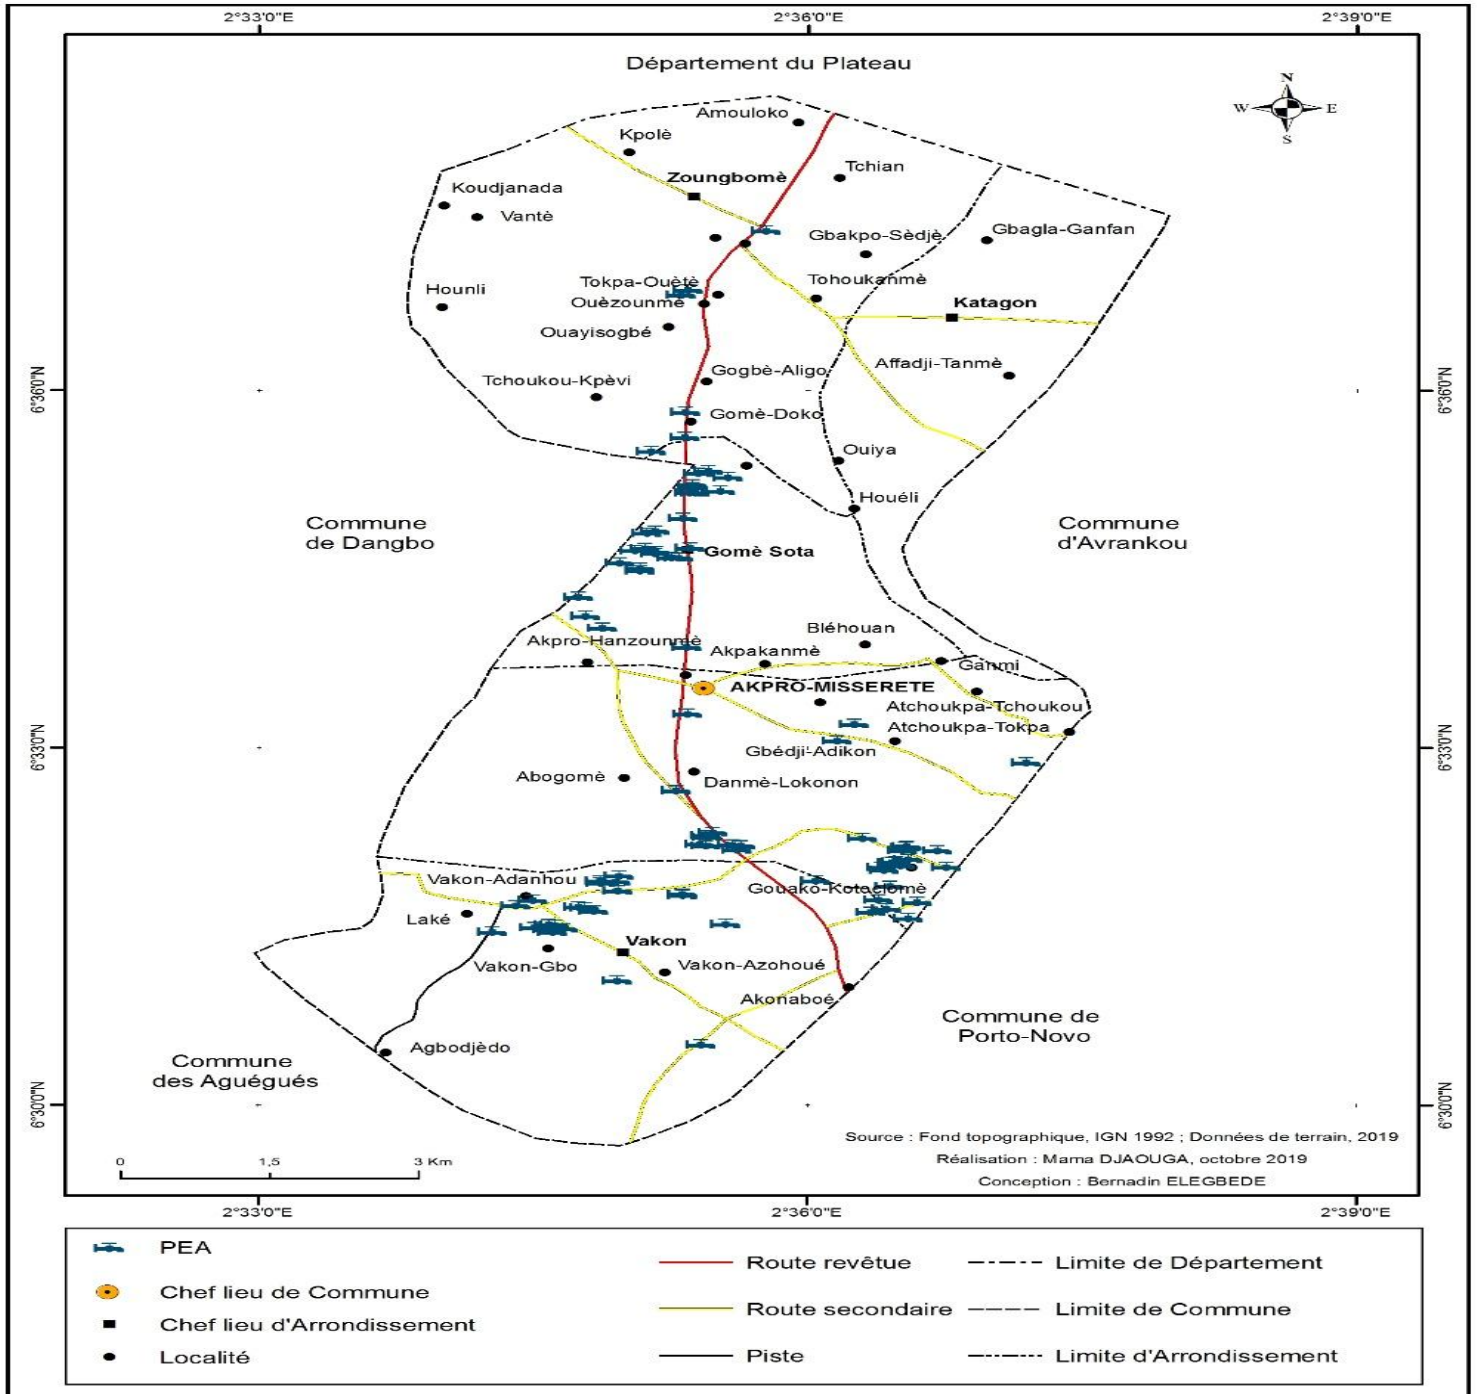 2°33'0"E
2°36'0"E
2°39'0"E
Département du Plateau
N
W
E
S
Amouloko
Kpolè
Tchian
Zoungbomè
Koudjanada
Vantè
Gbakpo-Sèdjè
Gbagla-Ganfan
Tokpa-Ouètè
Tohoukanmè
Hounli
Ouèzounmè
Katagon
Ouayisogbé
Affadji-Tanmè
Gogbè-Aligo
Tchoukou-Kpèvi
6°36'0"N
6°36'0"N
Gomè-Doko
Ouiya
Houéli
Commune
de Dangbo
Commune
d'Avrankou
Gomè Sota
Bléhouan
Akpro-Hanzounmè
Akpakanmè
Ganmi
AKPRO-MISSERETE
Atchoukpa-Tchoukou
Atchoukpa-Tokpa
6°33'0"N
6°33'0"N
Gbédji-Adikon
Abogomè
Danmè-Lokonon
Vakon-Adanhou
Gouako-Kotoclomè
Laké
Vakon
Vakon-Gbo
Vakon-Azohoué
Akonaboé
Commune de
Porto-Novo
Agbodjèdo
Commune
des Aguégués
6°30'0"N
6°30'0"N
Source : Fond topographique, IGN 1992 ; Données de terrain, 2019
Réalisation : Mama DJAOUGA, octobre 2019
Conception : Bernadin ELEGBEDE
0
1,5
3 Km
2°33'0"E
2°36'0"E
2°39'0"E
PEA
Chef lieu de Commune
Chef lieu d'Arrondissement
Localité
Route revêtue
Route secondaire
Piste
Limite de Département
Limite de Commune
Limite d'Arrondissement